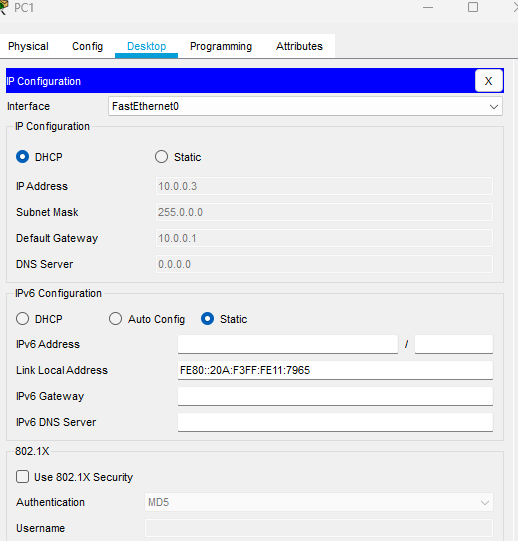 PC1
Physical Config Desktop Programming Attributes
IP Configuration X
Interface FastEthernet0
IP Configuration
DHCP Static
IP Address 10.0.0.3
Subnet Mask 255.0.0.0
Default Gateway 10.0.0.1
DNS Server 0.0.0.0
IPv6 Configuration
DHCP Auto Config Static
IPv6 Address /
Link Local Address FE80::20A:F3FF:FE11:7965
IPv6 Gateway
IPv6 DNS Server
802.1X
Use 802.1X Security
Authentication MD5
Username